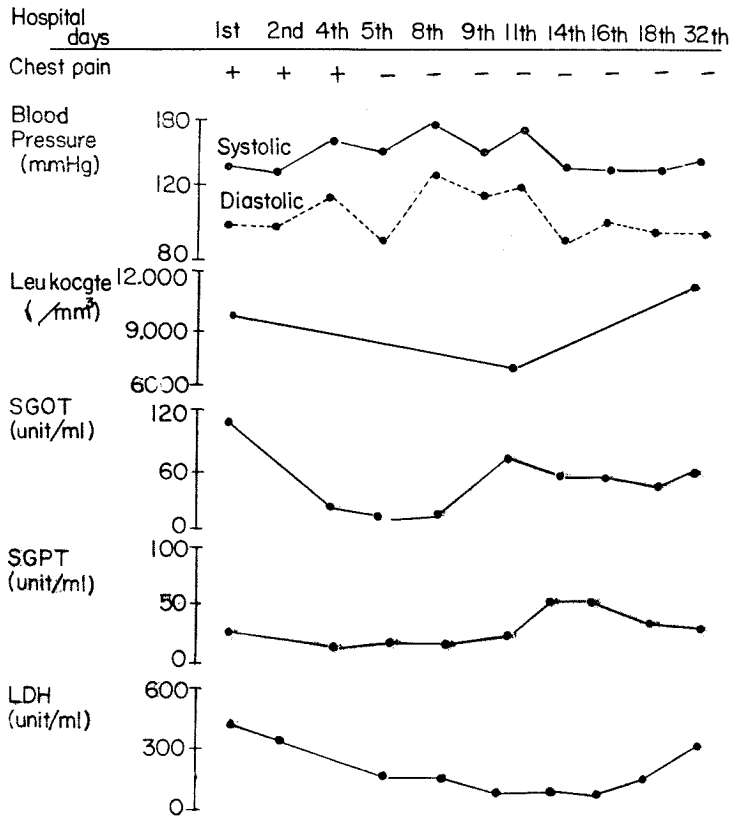 Hospital days 1st 2nd 4th 5th 8th 9th 11th 14th 16th 18th 32th
Chest pain + + + - - - - - - - -
Blood Pressure (mmHg)
180
120
80
Systolic
Diastolic
Leukocgte (/mm³)
12.000
9,000
6000
SGOT (unit/ml)
120
60
0
SGPT (unit/ml)
100
50
0
LDH (unit/ml)
600
300
0